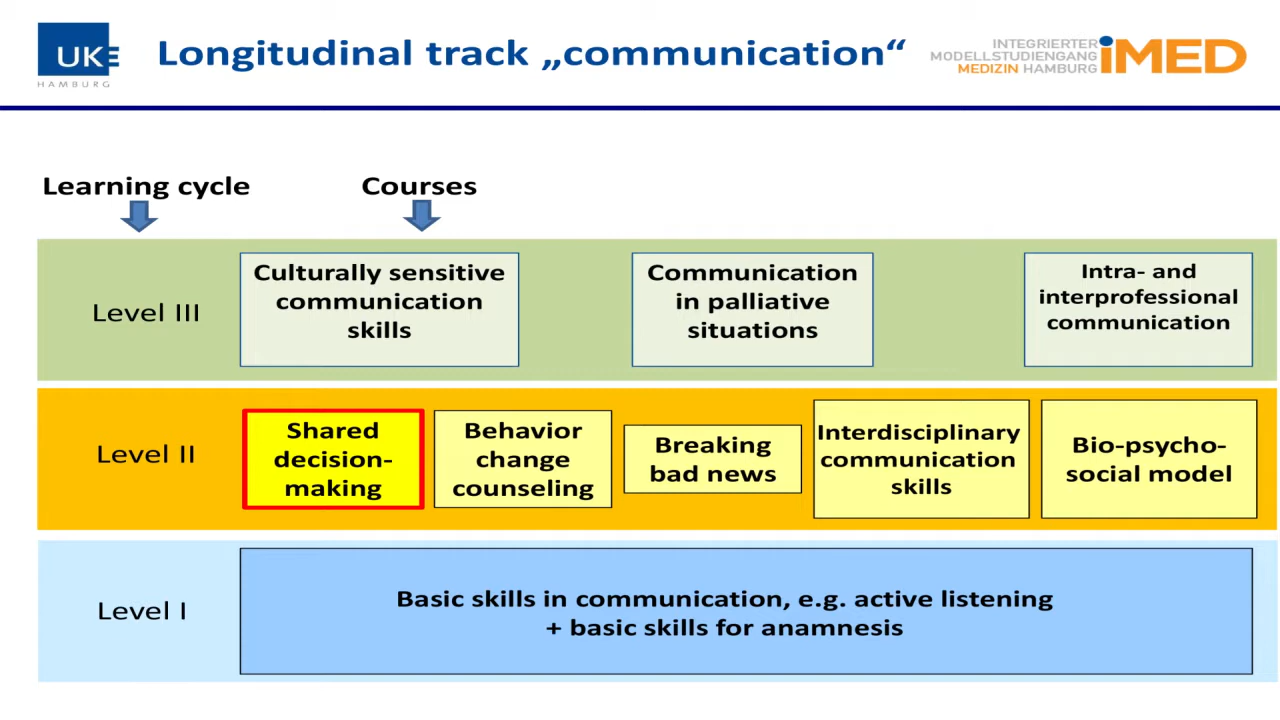 UKE
HAMBURG
Longitudinal track „communication“
INTEGRIERTER
MODELLSTUDIENGANG
MEDIZIN HAMBURG
iMED
Learning cycle
Courses
Level III
Culturally sensitive
communication
skills
Communication
in palliative
situations
Intra- and
interprofessional
communication
Level II
Shared
decision-
making
Behavior
change
counseling
Breaking
bad news
Interdisciplinary
communication
skills
Bio-psycho-
social model
Level I
Basic skills in communication, e.g. active listening
+ basic skills for anamnesis